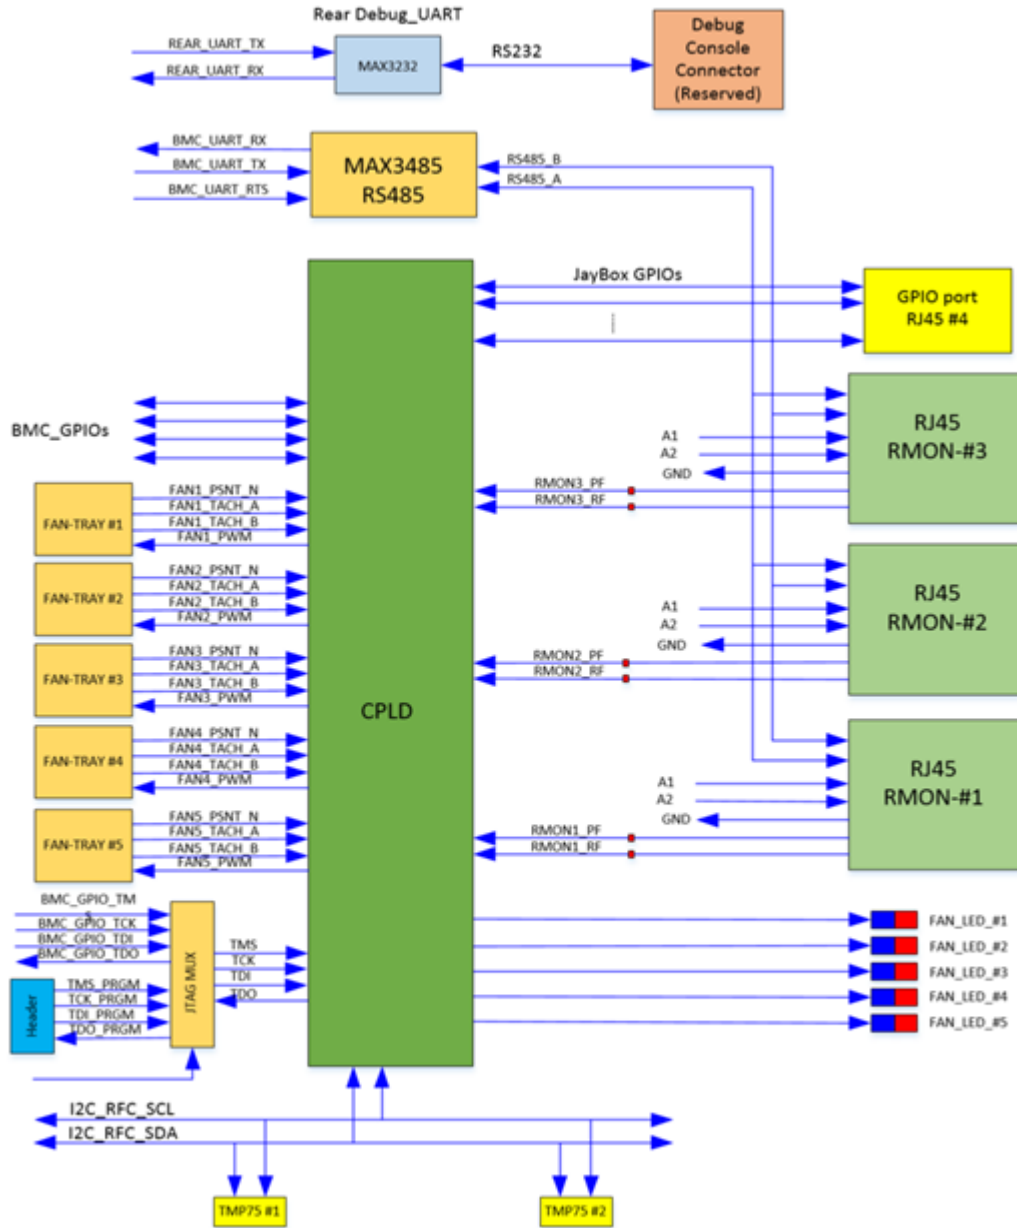 Rear Debug_UART
REAR_UART_TX
REAR_UART_RX
MAX3232
RS232
Debug
Console
Connector
(Reserved)
BMC_UART_RX
BMC_UART_TX
BMC_UART_RTS
MAX3485
RS485
RS485_B
RS485_A
JayBox GPIOs
GPIO port
RJ45 #4
BMC_GPIOs
CPLD
RJ45
RMON-#3
A1
A2
GND
RMON3_PF
RMON3_RF
FAN-TRAY #1
FAN1_PSNT_N
FAN1_TACH_A
FAN1_TACH_B
FAN1_PWM
FAN-TRAY #2
FAN2_PSNT_N
FAN2_TACH_A
FAN2_TACH_B
FAN2_PWM
RJ45
RMON-#2
A1
A2
GND
RMON2_PF
RMON2_RF
FAN-TRAY #3
FAN3_PSNT_N
FAN3_TACH_A
FAN3_TACH_B
FAN3_PWM
FAN-TRAY #4
FAN4_PSNT_N
FAN4_TACH_A
FAN4_TACH_B
FAN4_PWM
RJ45
RMON-#1
A1
A2
GND
RMON1_PF
RMON1_RF
FAN-TRAY #5
FAN5_PSNT_N
FAN5_TACH_A
FAN5_TACH_B
FAN5_PWM
BMC_GPIO_TM
S
BMC_GPIO_TCK
BMC_GPIO_TDI
BMC_GPIO_TDO
JTAG MUX
TMS
TCK
TDI
TDO
Header
TMS_PRGM
TCK_PRGM
TDI_PRGM
TDO_PRGM
FAN_LED_#1
FAN_LED_#2
FAN_LED_#3
FAN_LED_#4
FAN_LED_#5
I2C_RFC_SCL
I2C_RFC_SDA
TMP75 #1
TMP75 #2